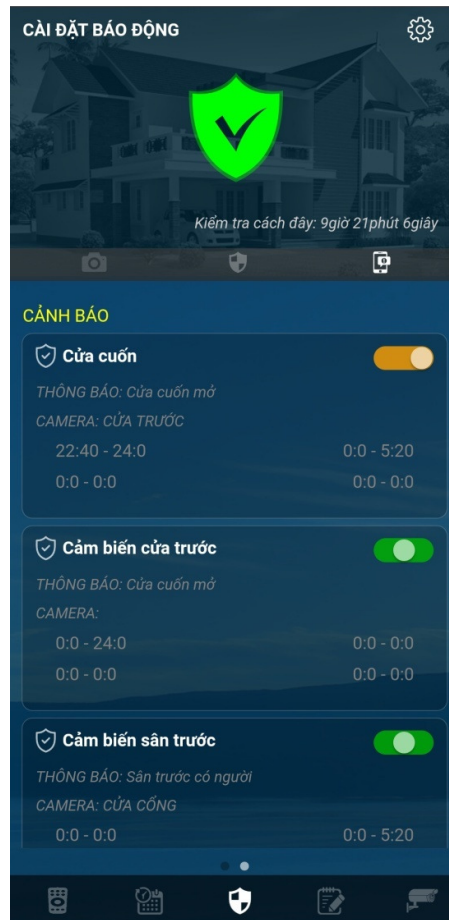 CÀI ĐẶT BÁO ĐỘNG
Kiểm tra cách đây: 9giờ 21phút 6giây
CẢNH BÁO
Cửa cuốn
THÔNG BÁO: Cửa cuốn mở
CAMERA: CỬA TRƯỚC
22:40 - 24:0 0:0 - 5:20
0:0 - 0:0 0:0 - 0:0
Cảm biến cửa trước
THÔNG BÁO: Cửa cuốn mở
CAMERA:
0:0 - 24:0 0:0 - 0:0
0:0 - 0:0 0:0 - 0:0
Cảm biến sân trước
THÔNG BÁO: Sân trước có người
CAMERA: CỬA CỔNG
0:0 - 0:0 0:0 - 5:20